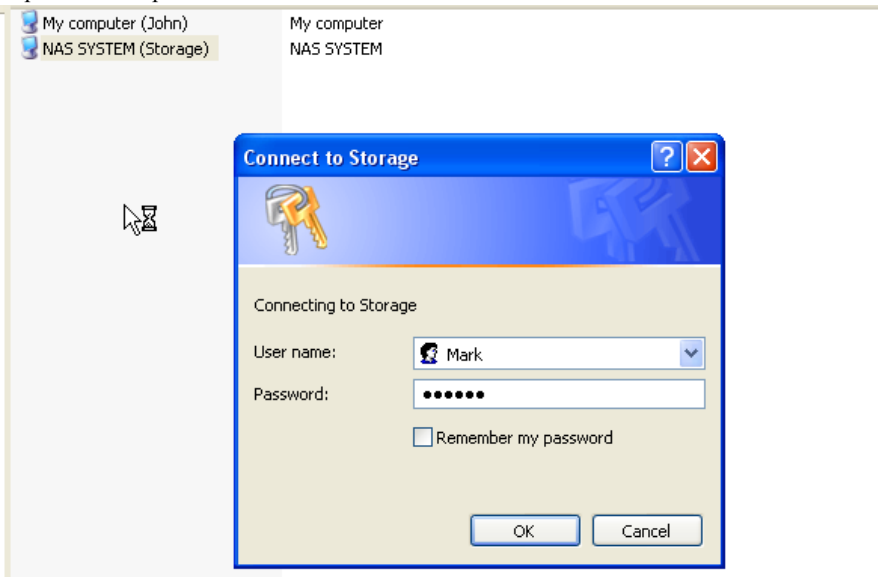 My computer (John) My computer
NAS SYSTEM (Storage) NAS SYSTEM
Connect to Storage
Connecting to Storage
User name: Mark
Password: ••••••
Remember my password
OK Cancel